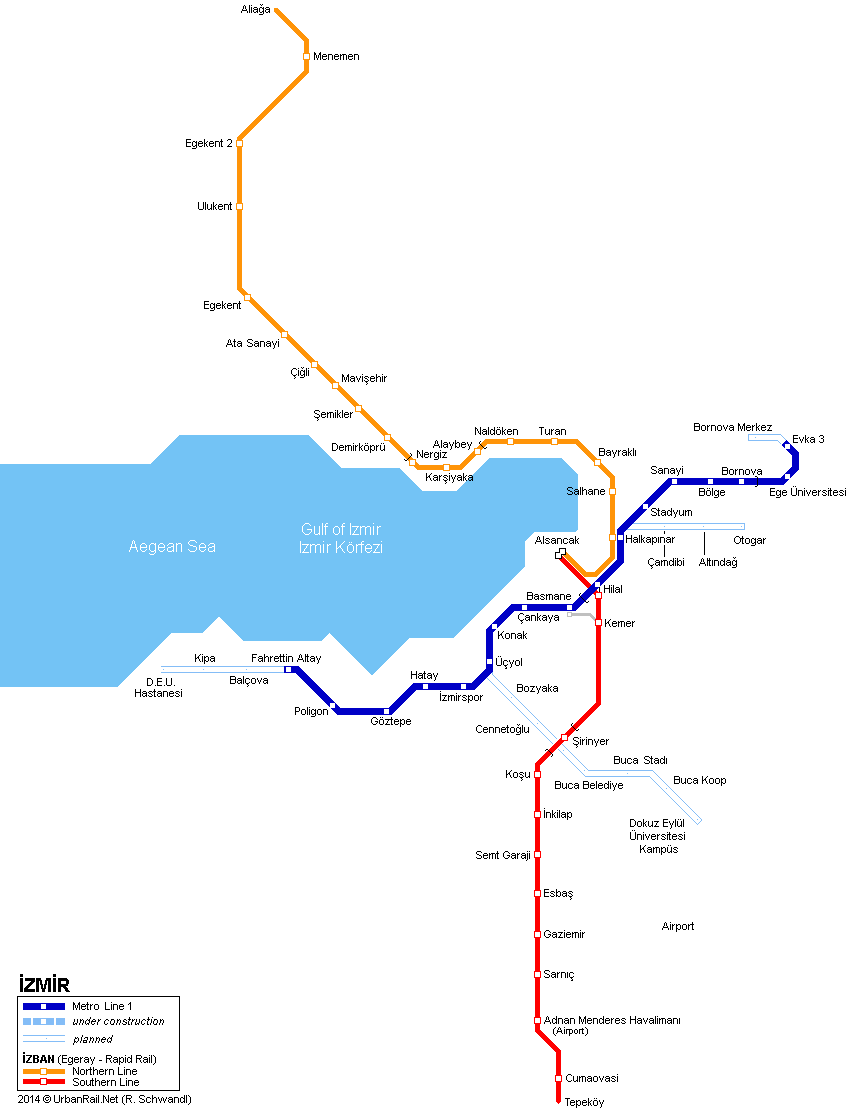 Aliağa
Menemen
Egekent 2
Ulukent
Egekent
Ata Sanayi
Çiğli
Mavişehir
Şemikler
Demirköprü
Nergiz
Karşiyaka
Alaybey
Naldöken
Turan
Bayraklı
Salhane
Bornova Merkez
Evka 3
Sanayi
Bölge
Bornova
Ege Üniversitesi
Stadyum
Halkapınar
Çamdibi
Altındağ
Otogar
Alsancak
Aegean Sea
Gulf of Izmir
Izmir Körfezi
Hilal
Basmane
Çankaya
Kemer
Konak
Üçyol
Fahrettin Altay
Kipa
Balçova
D.E.U.
Hastanesi
Hatay
İzmirspor
Poligon
Göztepe
Bozyaka
Cennetoğlu
Şirinyer
Buca Stadı
Buca Belediye
Buca Koop
Dokuz Eylül
Üniversitesi
Kampüs
Koşu
İnkilap
Semt Garaji
Esbaş
Gaziemir
Airport
Sarnıç
Adnan Menderes Havalimanı
(Airport)
Cumaovasi
Tepeköy
İZMİR
Metro Line 1
under construction
planned
İZBAN (Egeray - Rapid Rail)
Northern Line
Southern Line
2014 © UrbanRail.Net (R. Schwandl)